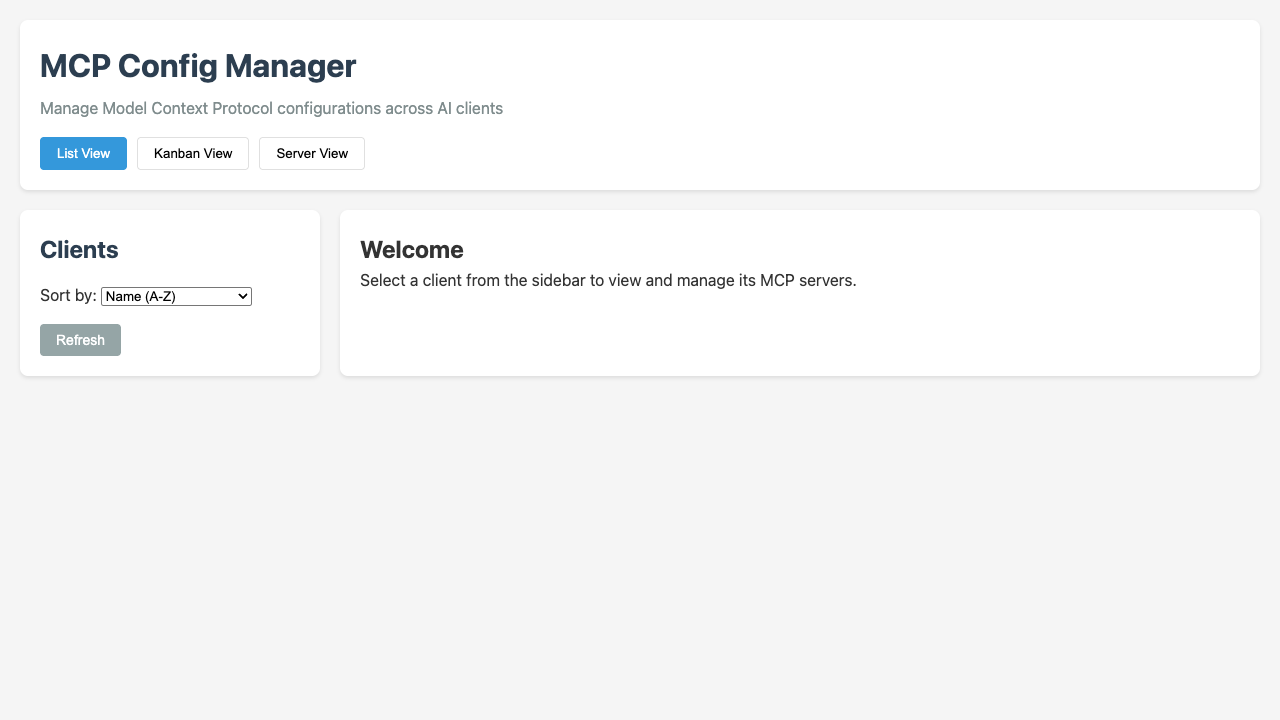 MCP Config Manager
Manage Model Context Protocol configurations across AI clients
List View
Kanban View
Server View
Clients
Sort by: Name (A-Z)
Refresh
Welcome
Select a client from the sidebar to view and manage its MCP servers.